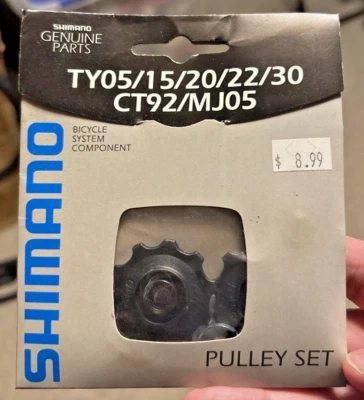 SHIMANO
GENUINE
PARTS
TY05/15/20/22/30
CT92/MJ05
SHIMANO
BICYCLE
SYSTEM
COMPONENT
$ 8.99
PULLEY SET